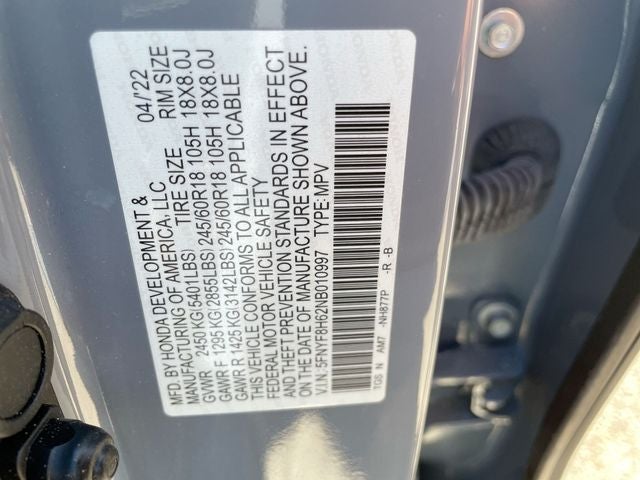 HONDA DEVELOPMENT & 04/'22
MANUFACTURING OF AMERICA, LLC
TIRE SIZE RIM SIZE
GVWR 2450 KG(5401LBS)
GAWR F 1295 KG(2855LBS) 245/60R18 105H 18X8.0J
GAWR R 1425 KG(3142LBS) 245/60R18 105H 18X8.0J
THIS VEHICLE CONFORMS TO ALL APPLICABLE
FEDERAL MOTOR VEHICLE SAFETY
AND THEFT PREVENTION STANDARDS IN EFFECT
ON THE DATE OF MANUFACTURE SHOWN ABOVE.
V.I.N.: 5FNYF8H62NB010997 TYPE: MPV
TGS N AM7 -NH877P -R -B